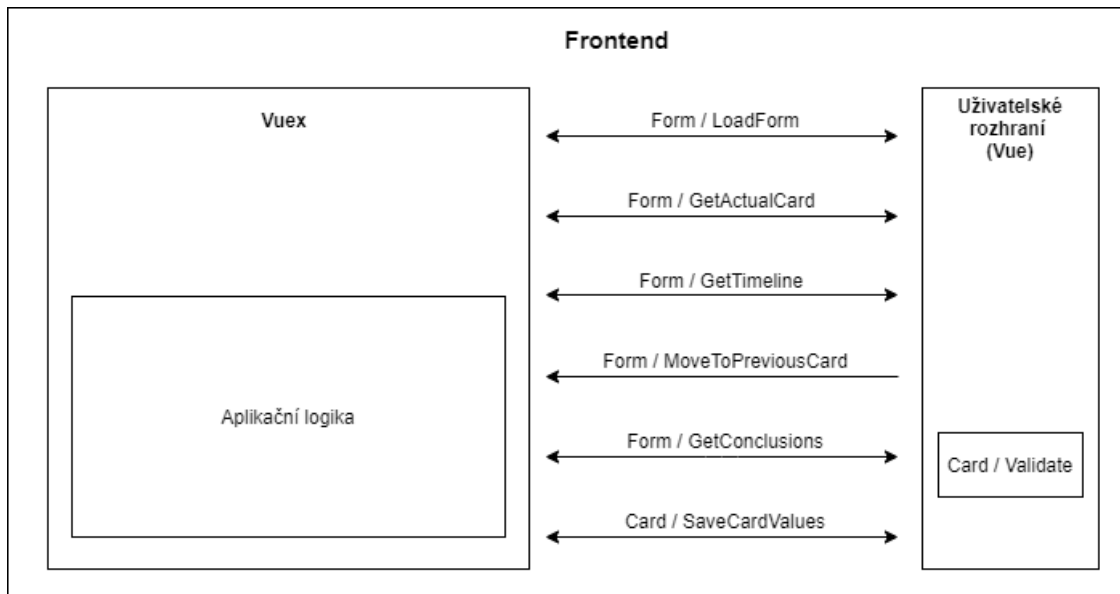 Frontend
Vuex
Aplikační logika
Form / LoadForm
Form / GetActualCard
Form / GetTimeline
Form / MoveToPreviousCard
Form / GetConclusions
Card / SaveCardValues
Uživatelské
rozhraní
(Vue)
Card / Validate